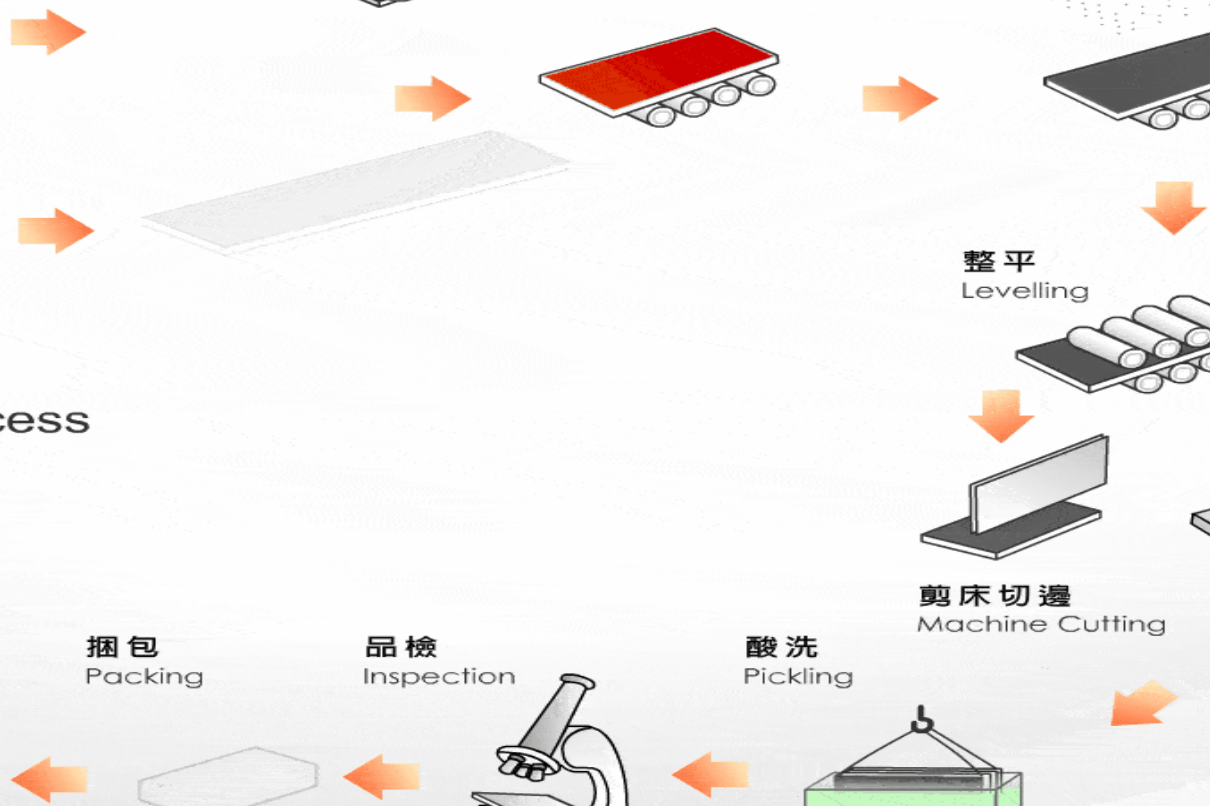 整平
Levelling
cess
剪床切邊
Machine Cutting
捆包
Packing
品檢
Inspection
酸洗
Pickling